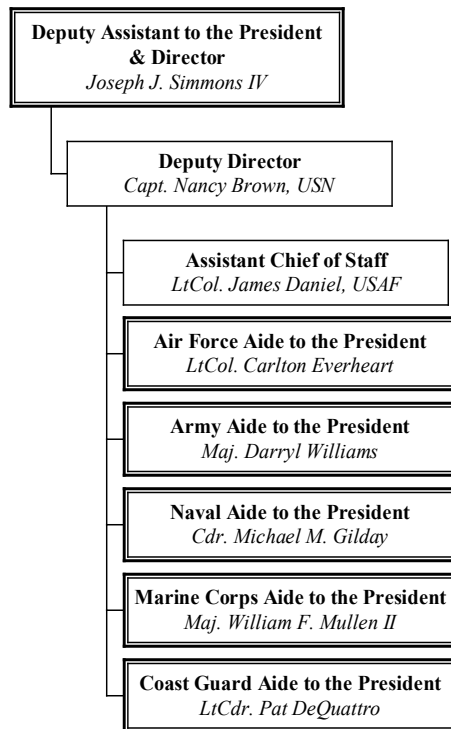 Deputy Assistant to the President
& Director
Joseph J. Simmons IV
Deputy Director
Capt. Nancy Brown, USN
Assistant Chief of Staff
LtCol. James Daniel, USAF
Air Force Aide to the President
LtCol. Carlton Everheart
Army Aide to the President
Maj. Darryl Williams
Naval Aide to the President
Cdr. Michael M. Gilday
Marine Corps Aide to the President
Maj. William F. Mullen II
Coast Guard Aide to the President
LtCdr. Pat DeQuattro